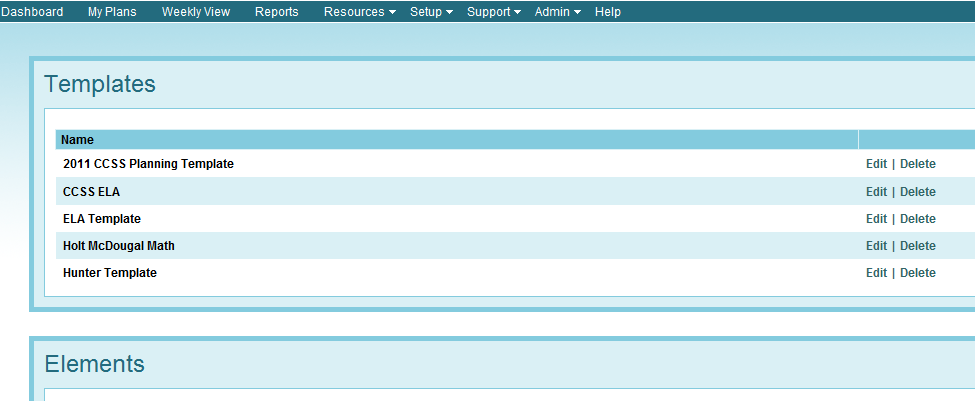 Dashboard My Plans Weekly View Reports Resources Setup Support Admin Help
Templates
Name
2011 CCSS Planning Template Edit | Delete
CCSS ELA Edit | Delete
ELA Template Edit | Delete
Holt McDougal Math Edit | Delete
Hunter Template Edit | Delete
Elements